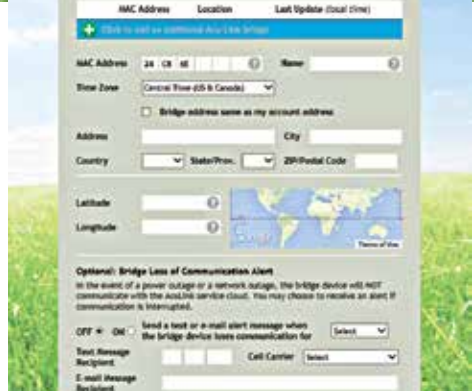 MAC Address Location Last Update (local time)
Click to add an additional Acu-Link bridge
MAC Address 24 C8 6E Name
Time Zone Central Time (US & Canada)
Bridge address same as my account address
Address City
Country State/Prov. ZIP/Postal Code
Latitude
Longitude
Google
Terms of Use
Optional: Bridge Loss of Communication Alert
In the event of a power outage or a network outage, the bridge device will NOT
communicate with the AcuLink service cloud. You may choose to receive an alert if
communication is interrupted.
OFF ON Send a text or e-mail alert message when
the bridge device loses communication for Select
Text Message
Recipient Cell Carrier Select
E-mail Message
Recipient